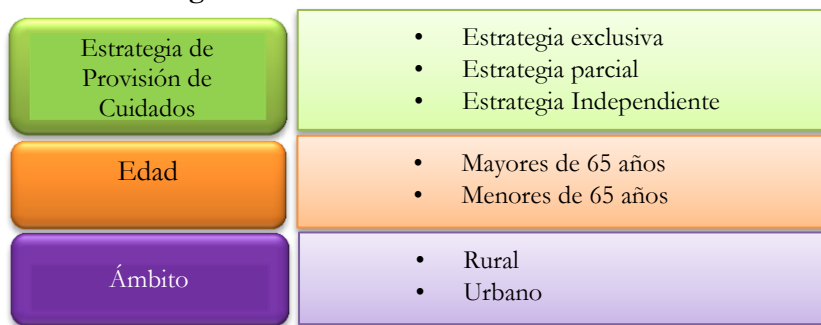 Estrategia de
Provisión de
Cuidados
• Estrategia exclusiva
• Estrategia parcial
• Estrategia Independiente
Edad
• Mayores de 65 años
• Menores de 65 años
Ámbito
• Rural
• Urbano